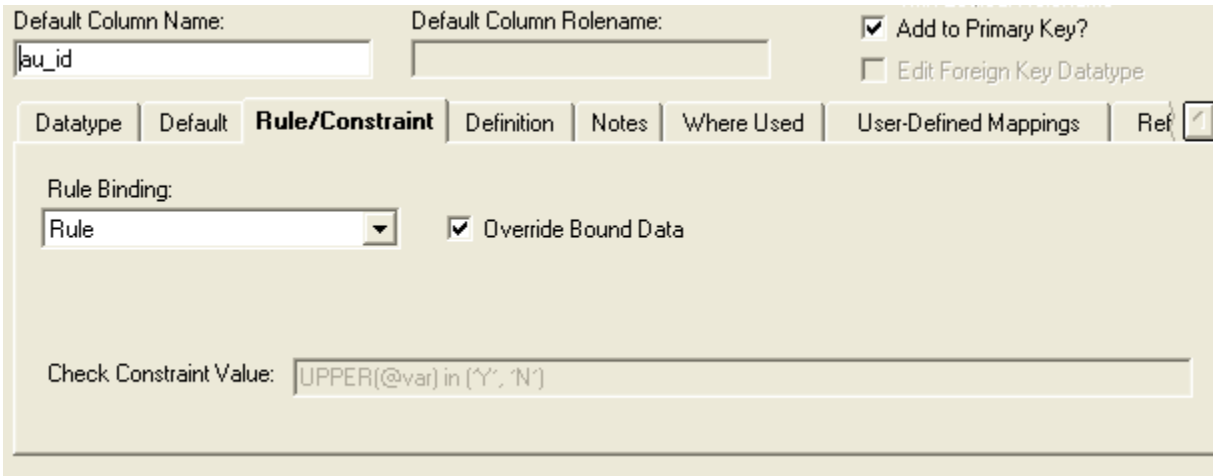 Default Column Name:
Default Column Rolename:
Add to Primary Key?
au_id
Edit Foreign Key Datatype
Datatype
Default
Rule/Constraint
Definition
Notes
Where Used
User-Defined Mappings
Ref
Rule Binding:
Rule
Override Bound Data
Check Constraint Value:
UPPER(@var) in ('Y', 'N')